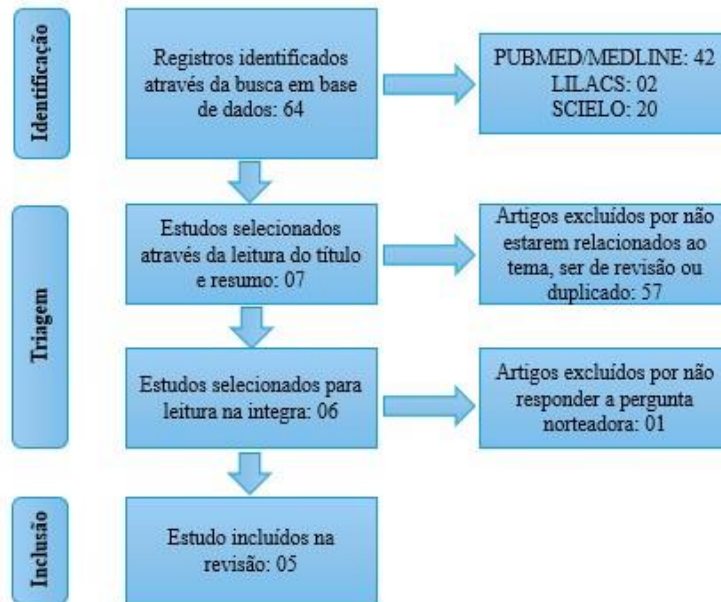 Identificação
Registros identificados
através da busca em base
de dados: 64
PUBMED/MEDLINE: 42
LILACS: 02
SCIELO: 20
Triagem
Estudos selecionados
através da leitura do título
e resumo: 07
Artigos excluídos por não
estarem relacionados ao
tema, ser de revisão ou
duplicado: 57
Estudos selecionados para
leitura na integra: 06
Artigos excluídos por não
responder a pergunta
norteadora: 01
Inclusão
Estudo incluídos na
revisão: 05